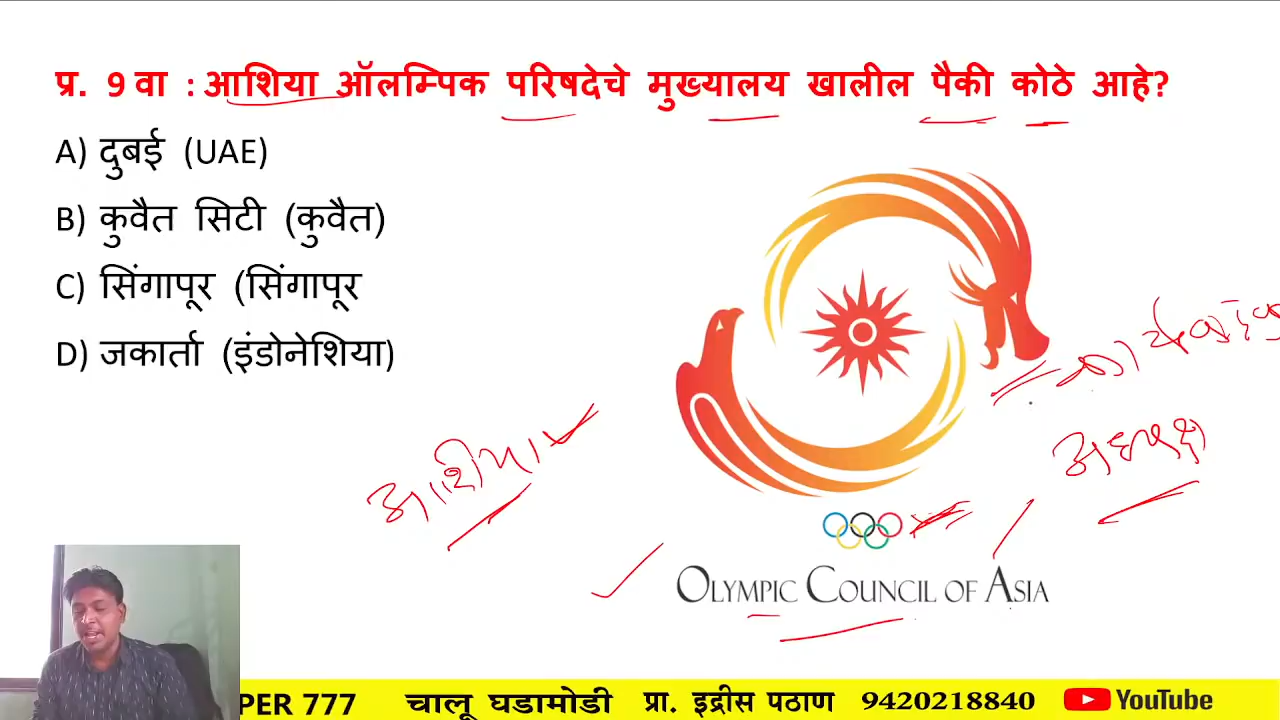 प्र. 9 वा : आशिया ऑलम्पिक परिषदेचे मुख्यालय खालील पैकी कोठे आहे?
A) दुबई (UAE)
B) कुवैत सिटी (कुवैत)
C) सिंगापूर (सिंगापूर
D) जकार्ता (इंडोनेशिया)
आशीया
अध्यक्ष
OLYMPIC COUNCIL OF ASIA
PER 777 चालू घडामोडी प्रा. इद्रीस पठाण 9420218840 YouTube